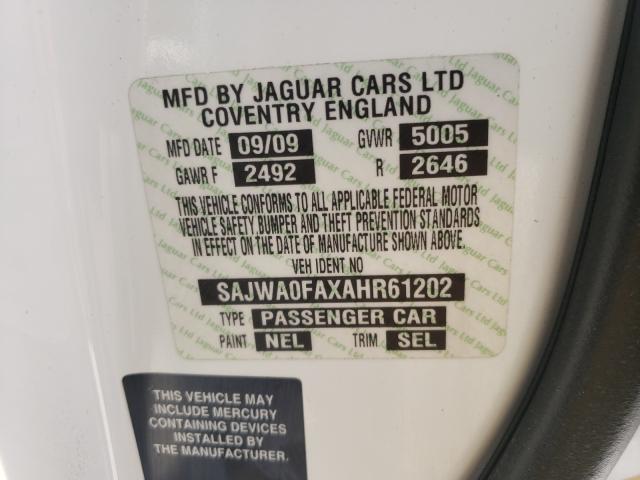 MFD BY JAGUAR CARS LTD
COVENTRY ENGLAND
MFD DATE 09/09 GVWR 5005
GAWR F 2492 R 2646
THIS VEHICLE CONFORMS TO ALL APPLICABLE FEDERAL MOTOR
VEHICLE SAFETY BUMPER AND THEFT PREVENTION STANDARDS
IN EFFECT ON THE DATE OF MANUFACTURE SHOWN ABOVE.
VEH IDENT NO
SAJWA0FAXAHR61202
TYPE PASSENGER CAR
PAINT NEL TRIM SEL
THIS VEHICLE MAY
INCLUDE MERCURY
CONTAINING DEVICES
INSTALLED BY
THE MANUFACTURER.